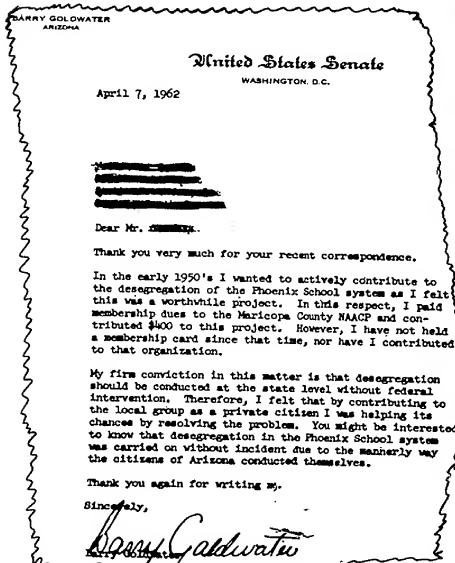 BARRY GOLDWATER
ARIZONA
United States Senate
WASHINGTON, D.C.
April 7, 1962
Dear Mr.
Thank you very much for your recent correspondence.
In the early 1950's I wanted to actively contribute to
the desegregation of the Phoenix School system as I felt
this was a worthwhile project. In this respect, I paid
membership dues to the Maricopa County NAACP and con-
tributed $400 to this project. However, I have not held
a membership card since that time, nor have I contributed
to that organization.
My firm conviction in this matter is that desegregation
should be conducted at the state level without federal
intervention. Therefore, I felt that by contributing to
the local group as a private citizen I was helping its
chances by resolving the problem. You might be interested
to know that desegregation in the Phoenix School system
was carried on without incident due to the mannerly way
the citizens of Arizona conducted themselves.
Thank you again for writing me.
Sincerely,
Barry Goldwater
Barry Goldwater